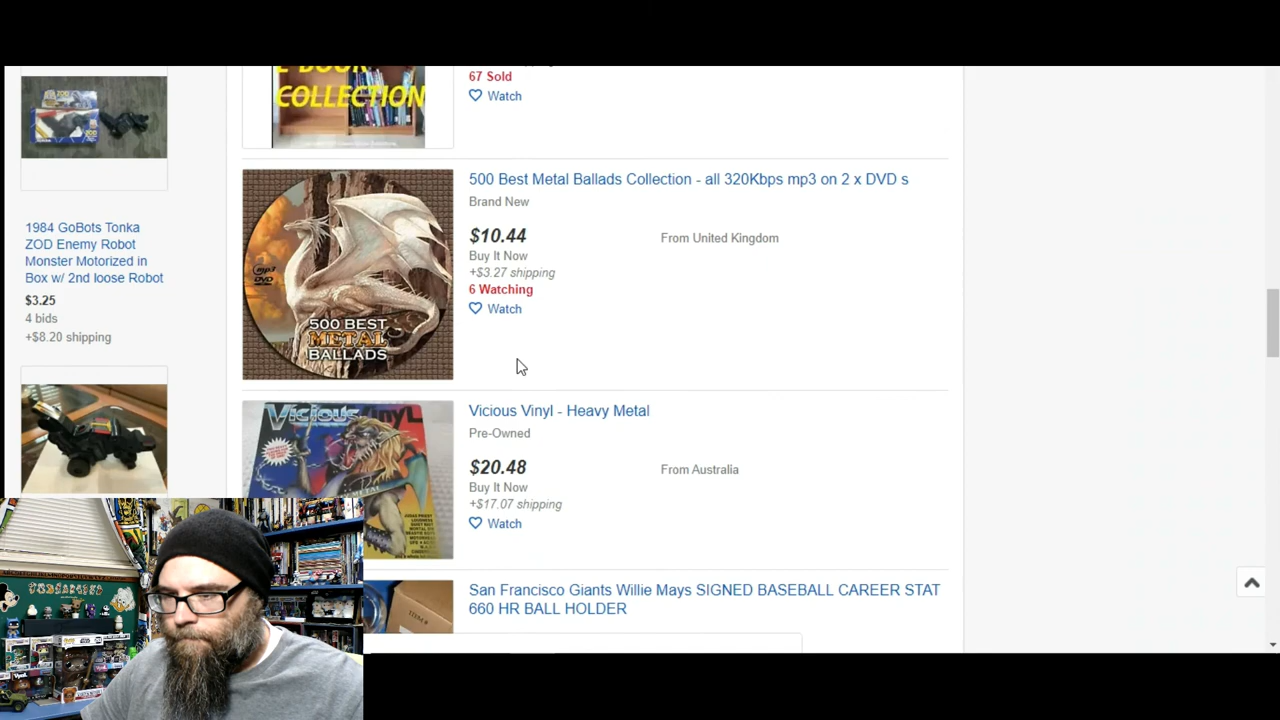 E-BOOK
COLLECTION
67 Sold
Watch
500 Best Metal Ballads Collection - all 320Kbps mp3 on 2 x DVD s
Brand New
$10.44
From United Kingdom
Buy It Now
+$3.27 shipping
6 Watching
Watch
mp3
DVD
500 BEST
METAL
BALLADS
1984 GoBots Tonka
ZOD Enemy Robot
Monster Motorized in
Box w/ 2nd loose Robot
$3.25
4 bids
+$8.20 shipping
Vicious Vinyl
Vicious Vinyl - Heavy Metal
Pre-Owned
$20.48
From Australia
Buy It Now
+$17.07 shipping
Watch
San Francisco Giants Willie Mays SIGNED BASEBALL CAREER STAT
660 HR BALL HOLDER